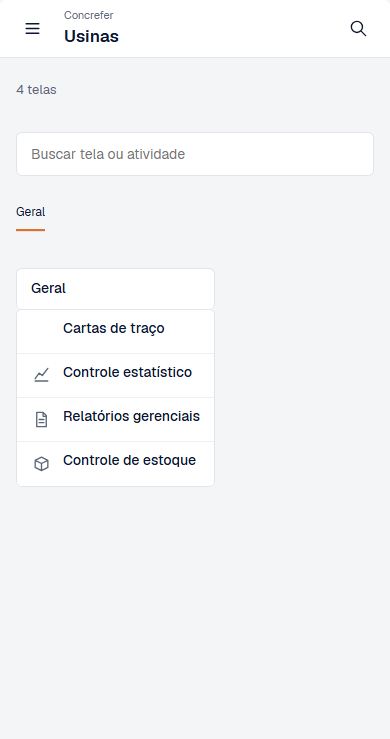 Concrefer
Usinas
4 telas
Buscar tela ou atividade
Geral
Geral
Cartas de traço
Controle estatístico
Relatórios gerenciais
Controle de estoque